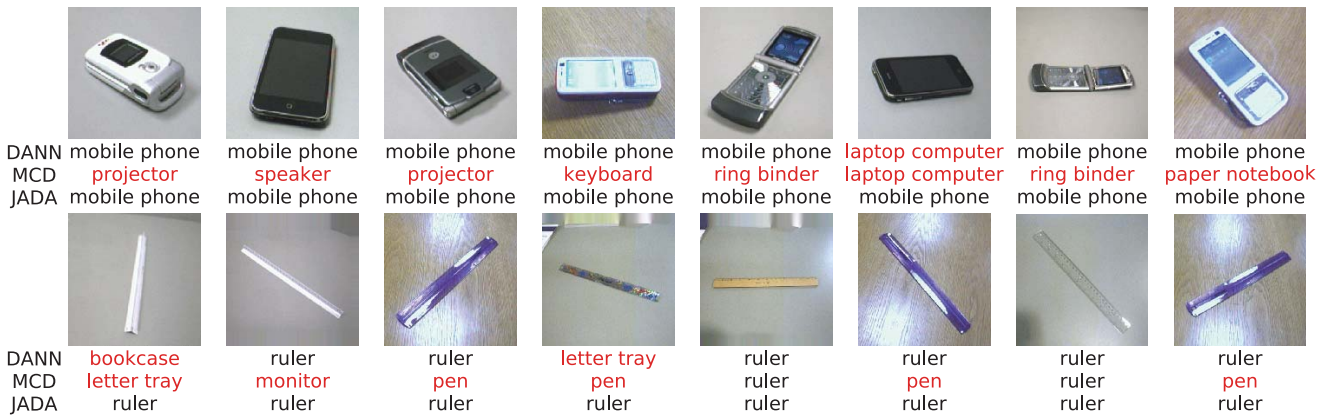 DANN mobile phone mobile phone mobile phone mobile phone mobile phone laptop computer mobile phone mobile phone
MCD projector speaker projector keyboard ring binder laptop computer ring binder paper notebook
JADA mobile phone mobile phone mobile phone mobile phone mobile phone mobile phone mobile phone mobile phone
DANN bookcase ruler ruler letter tray ruler ruler ruler ruler
MCD letter tray monitor pen pen ruler pen ruler pen
JADA ruler ruler ruler ruler ruler ruler ruler ruler